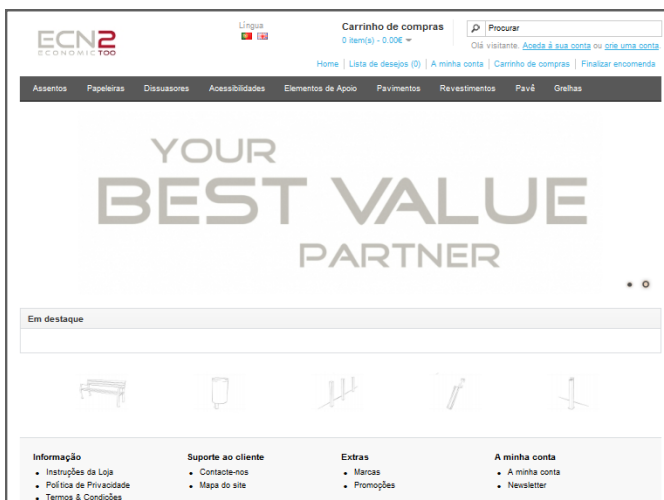 ECN2
ECONOMICTOO
Língua
Carrinho de compras
0 item(s) - 0.00€
Procurar
Olá visitante. Aceda á sua conta ou crie uma conta.
Home | Lista de desejos (0) | A minha conta | Carrinho de compras | Finalizar encomenda
Assentos Papeleiras Dissuasores Acessibilidades Elementos de Apoio Pavimentos Revestimentos Pavê Grelhas
YOUR
BEST VALUE
PARTNER
Em destaque
Informação
Instruções da Loja
Política de Privacidade
Termos & Condições
Suporte ao cliente
Contacte-nos
Mapa do site
Extras
Marcas
Promoções
A minha conta
A minha conta
Newsletter